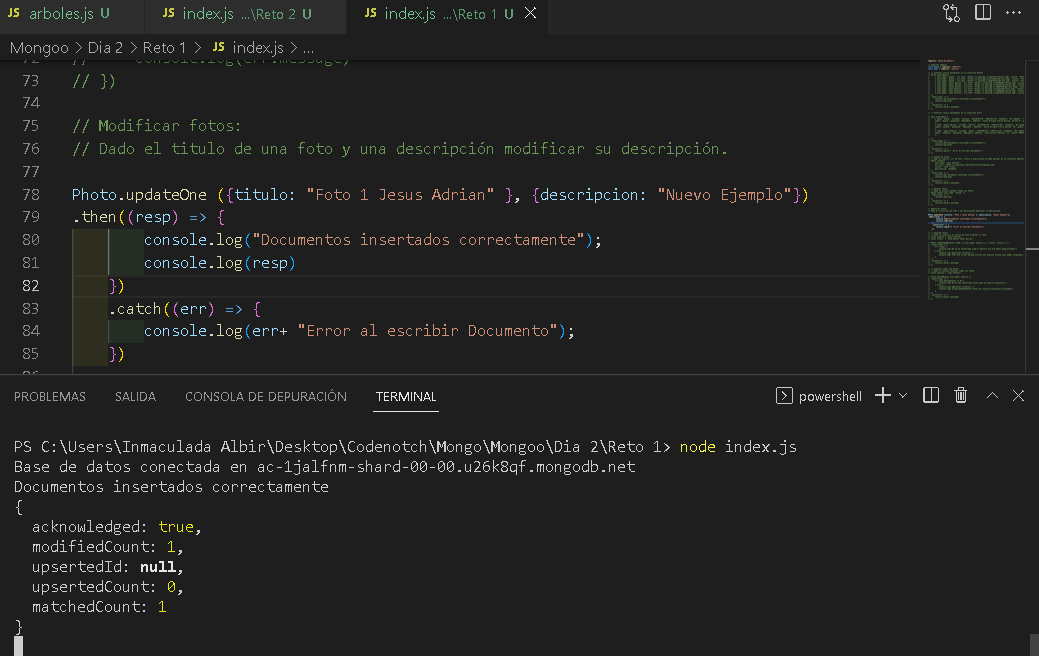 JS arboles.js U
JS index.js ...\Reto 2 U
JS index.js ...\Reto 1 U
Mongoo > Dia 2 > Reto 1 > JS index.js > ...
72 //     console.log(err.message)
73 // })
74
75 // Modificar fotos:
76 // Dado el titulo de una foto y una descripción modificar su descripción.
77
78 Photo.updateOne ({titulo: "Foto 1 Jesus Adrian" }, {descripcion: "Nuevo Ejemplo"})
79 .then((resp) => {
80 console.log("Documentos insertados correctamente");
81 console.log(resp)
82 })
83 .catch((err) => {
84 console.log(err+ "Error al escribir Documento");
85 })
86
PROBLEMAS SALIDA CONSOLA DE DEPURACIÓN TERMINAL
powershell
PS C:\Users\Inmaculada Albir\Desktop\Codenotch\Mongo\Mongoo\Dia 2\Reto 1> node index.js
Base de datos conectada en ac-1jalfnm-shard-00-00.u26k8qf.mongodb.net
Documentos insertados correctamente
{
acknowledged: true,
modifiedCount: 1,
upsertedId: null,
upsertedCount: 0,
matchedCount: 1
}